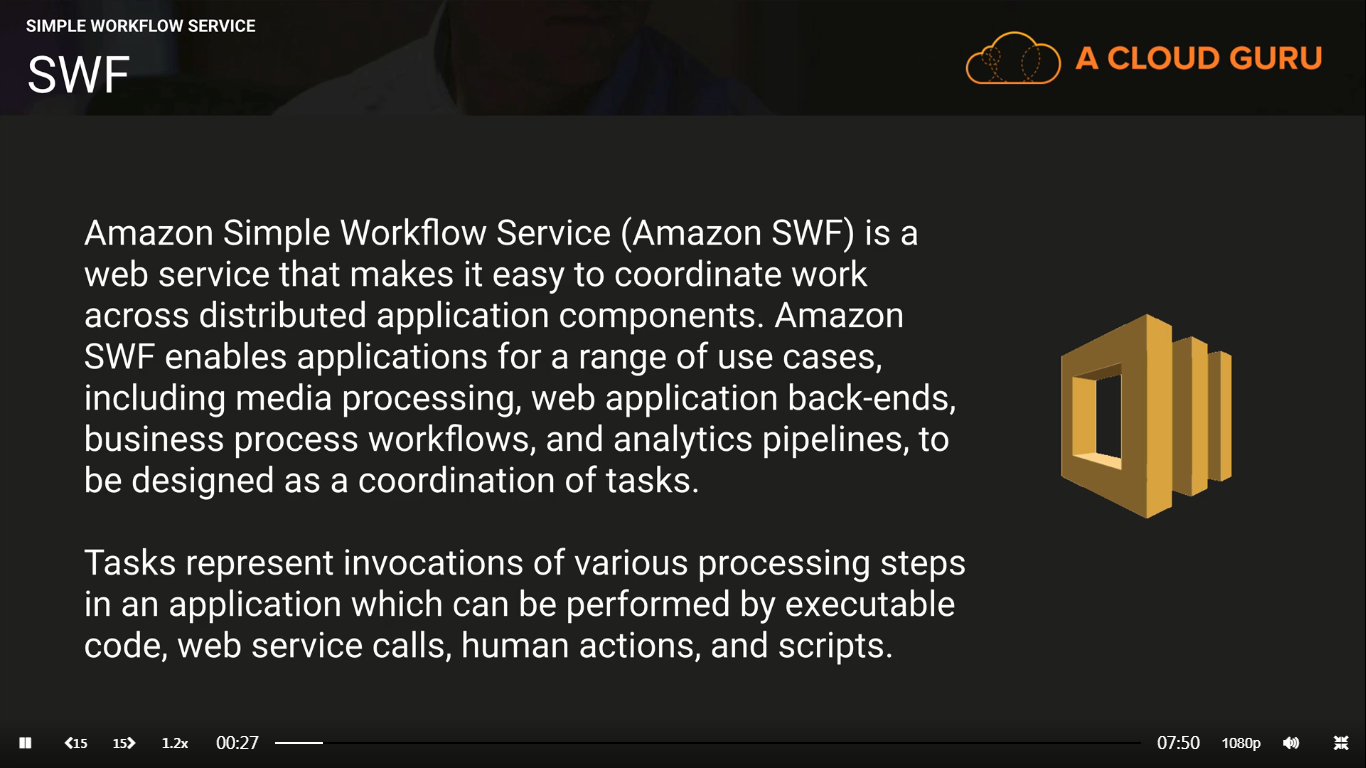 SIMPLE WORKFLOW SERVICE
SWF
A CLOUD GURU
Amazon Simple Workflow Service (Amazon SWF) is a
web service that makes it easy to coordinate work
across distributed application components. Amazon
SWF enables applications for a range of use cases,
including media processing, web application back-ends,
business process workflows, and analytics pipelines, to
be designed as a coordination of tasks.
Tasks represent invocations of various processing steps
in an application which can be performed by executable
code, web service calls, human actions, and scripts.
15 15 1.2x 00:27 07:50 1080p